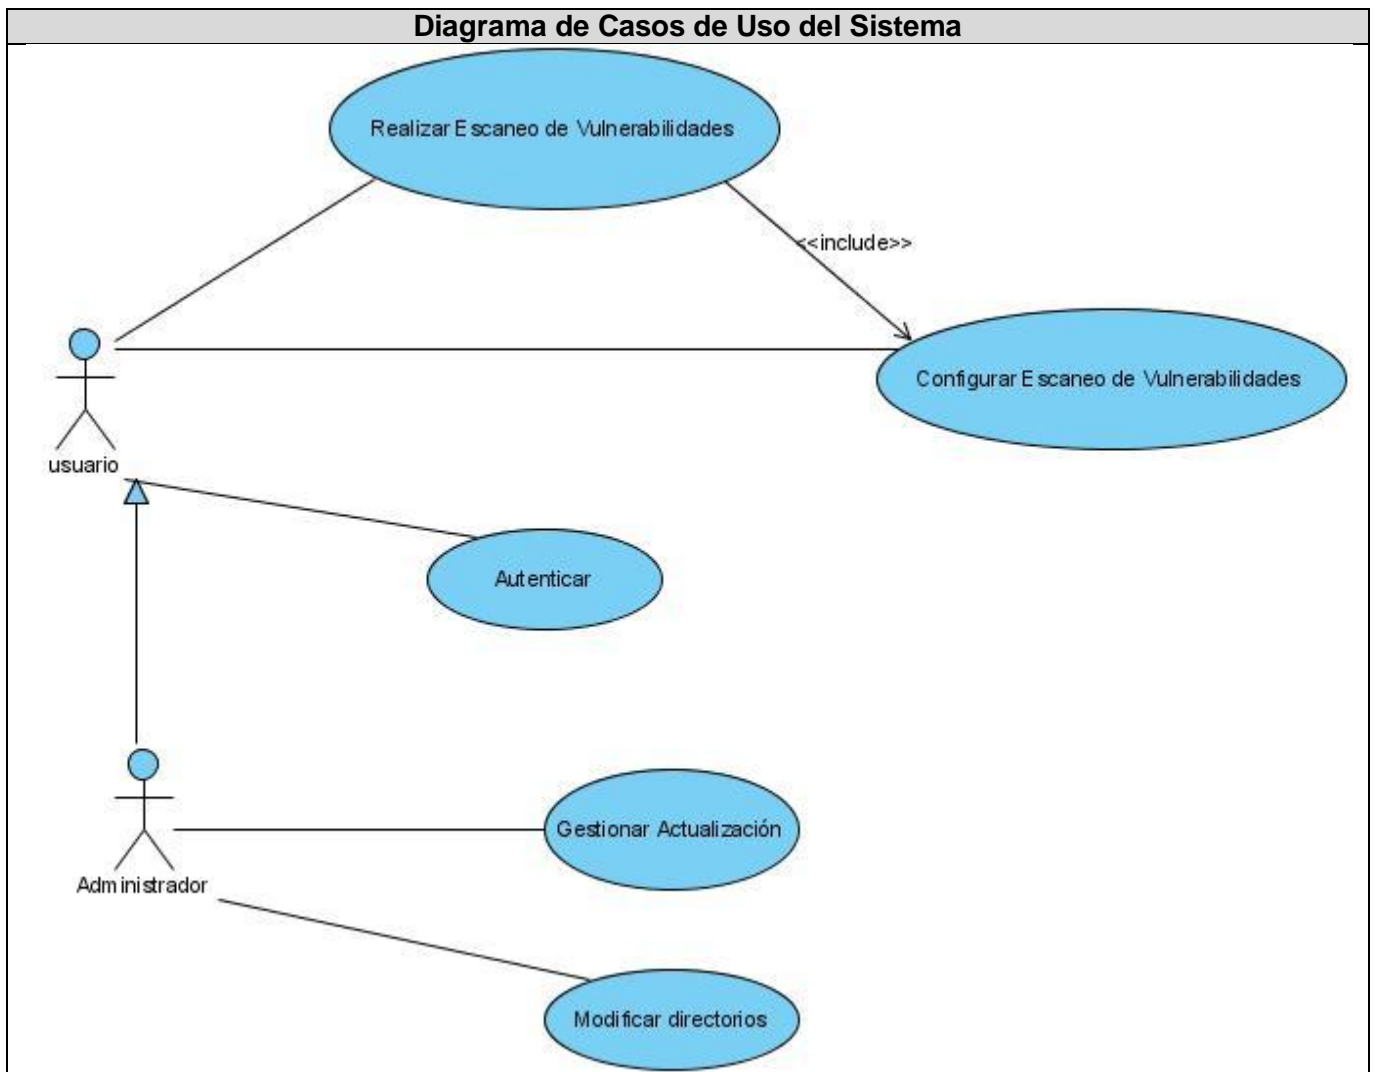 Diagrama de Casos de Uso del Sistema
Realizar Escaneo de Vulnerabilidades
<<include>>
Configurar Escaneo de Vulnerabilidades
usuario
Autenticar
Gestionar Actualización
Administrador
Modificar directorios